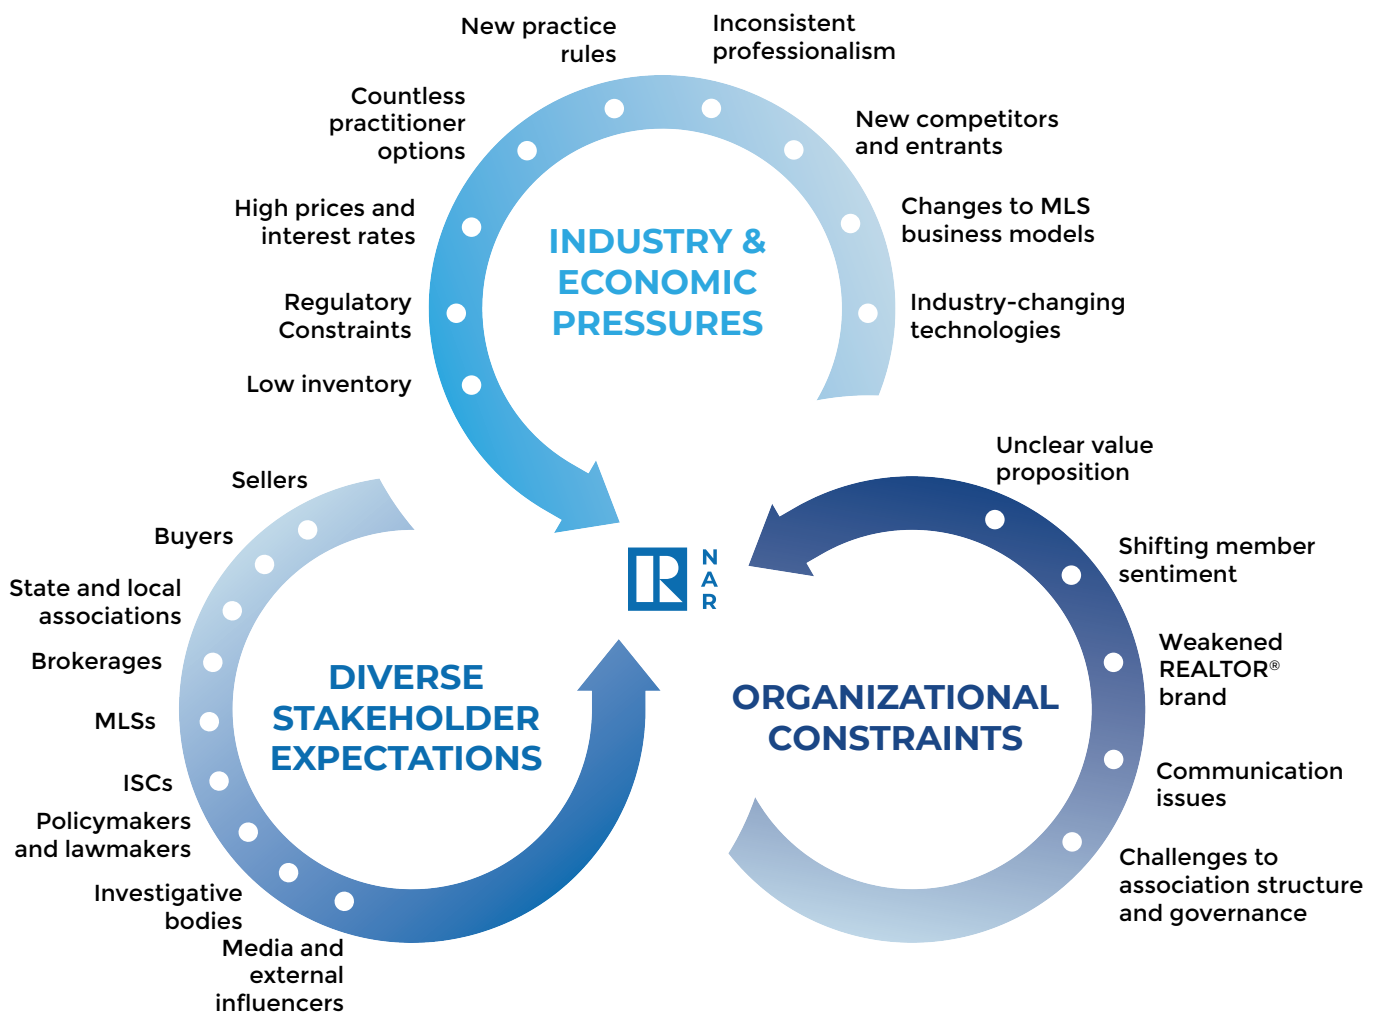 New practice
rules
Inconsistent
professionalism
Countless
practitioner
options
New competitors
and entrants
High prices and
interest rates
Changes to MLS
business models
INDUSTRY &
ECONOMIC
PRESSURES
Regulatory
Constraints
Industry-changing
technologies
Low inventory
Unclear value
proposition
Sellers
Buyers
Shifting member
sentiment
State and local
associations
R
N
A
R
Brokerages
Weakened
REALTOR®
brand
DIVERSE
STAKEHOLDER
EXPECTATIONS
ORGANIZATIONAL
CONSTRAINTS
MLSs
ISCs
Communication
issues
Policymakers
and lawmakers
Challenges to
association structure
and governance
Investigative
bodies
Media and
external
influencers